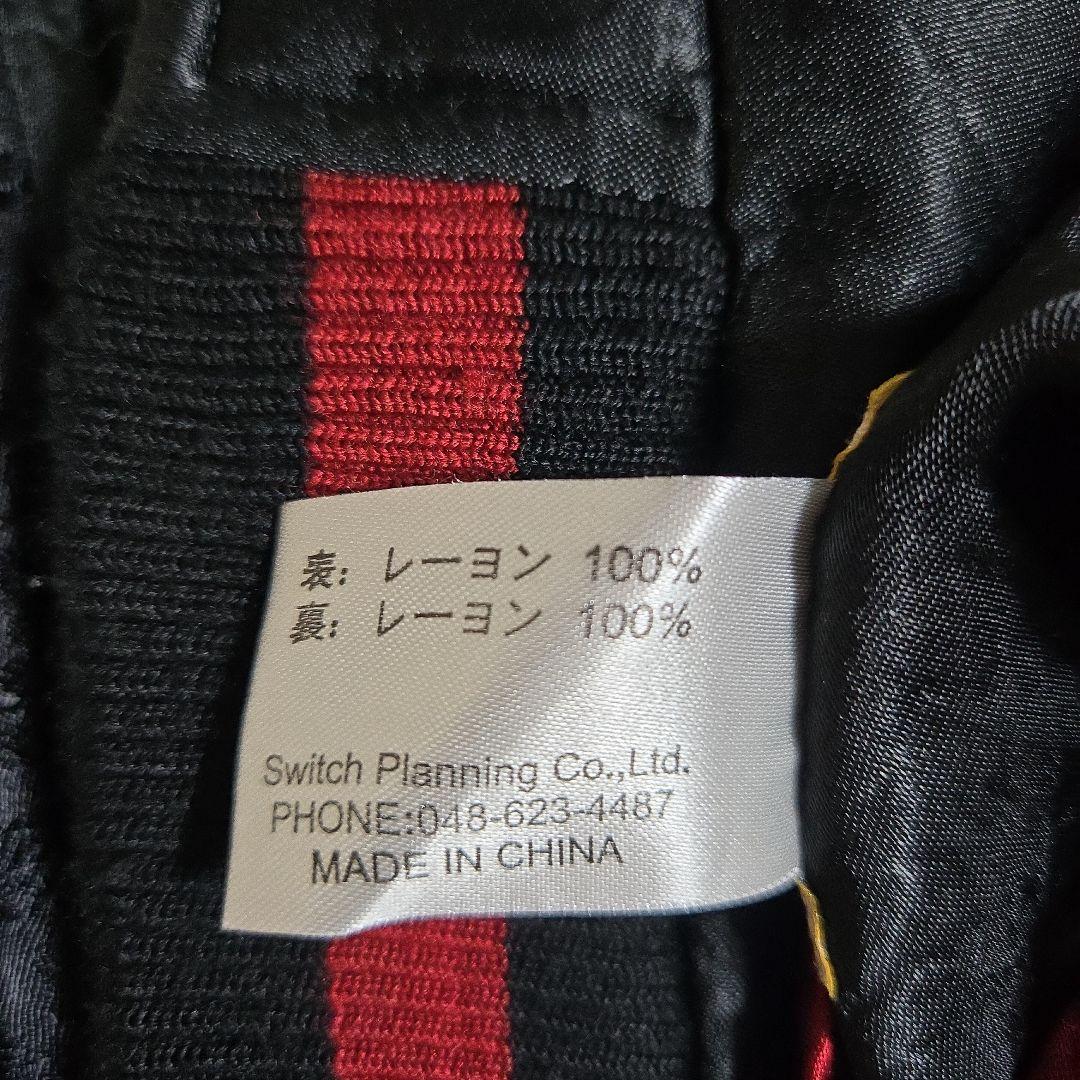 表: レーヨン 100%
裏: レーヨン 100%
Switch Planning Co.,Ltd.
PHONE:048-623-4487
MADE IN CHINA